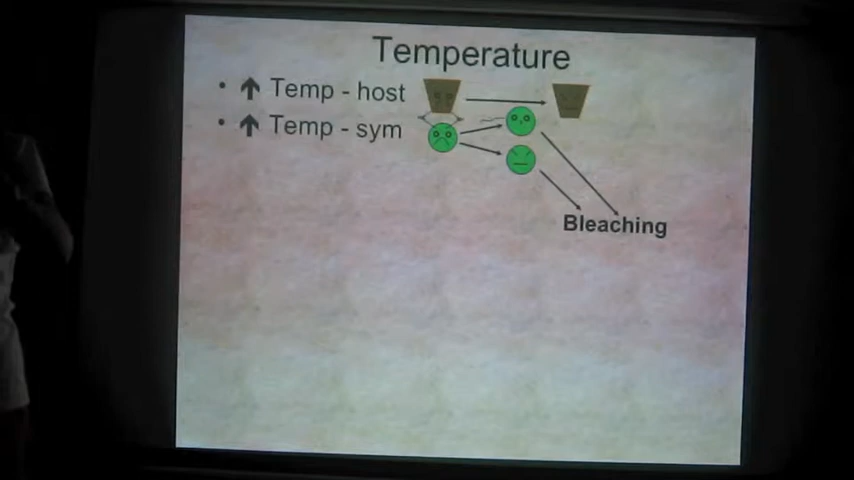 Temperature
• ↑ Temp - host
• ↑ Temp - sym
Bleaching